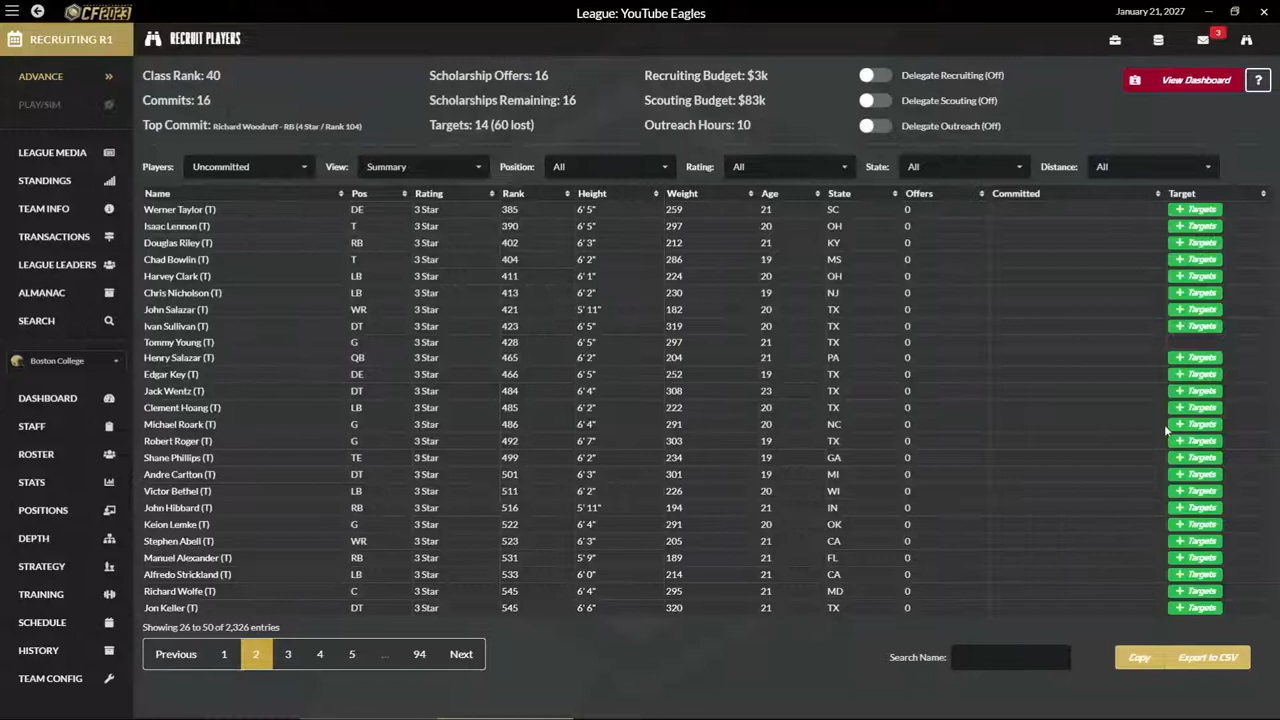 CF2023
League: YouTube Eagles
January 21, 2027
RECRUITING R1
RECRUIT PLAYERS
3
ADVANCE
PLAY/SIM
LEAGUE MEDIA
STANDINGS
TEAM INFO
TRANSACTIONS
LEAGUE LEADERS
ALMANAC
SEARCH
Boston College
DASHBOARD
STAFF
ROSTER
STATS
POSITIONS
DEPTH
STRATEGY
TRAINING
SCHEDULE
HISTORY
TEAM CONFIG
Class Rank: 40 Scholarship Offers: 16 Recruiting Budget: $3k Delegate Recruiting (Off) View Dashboard ?
Commits: 16 Scholarships Remaining: 16 Scouting Budget: $83k Delegate Scouting (Off)
Top Commit: Richard Woodruff - RB (4 Star / Rank 104) Targets: 14 (60 lost) Outreach Hours: 10 Delegate Outreach (Off)
Players: Uncommitted View: Summary Position: All Rating: All State: All Distance: All
Name Pos Rating Rank Height Weight Age State Offers Committed Target
Werner Taylor (T) DE 3 Star 385 6' 5" 259 21 SC 0 + Targets
Isaac Lennon (T) T 3 Star 390 6' 5" 297 20 OH 0 + Targets
Douglas Riley (T) RB 3 Star 402 6' 3" 212 21 KY 0 + Targets
Chad Bowlin (T) T 3 Star 404 6' 2" 286 19 MS 0 + Targets
Harvey Clark (T) LB 3 Star 411 6' 1" 224 20 OH 0 + Targets
Chris Nicholson (T) LB 3 Star 413 6' 2" 230 19 NJ 0 + Targets
John Salazar (T) WR 3 Star 421 5' 11" 182 20 TX 0 + Targets
Ivan Sullivan (T) DT 3 Star 423 6' 5" 319 20 TX 0 + Targets
Tommy Young (T) G 3 Star 428 6' 5" 297 21 TX 0
Henry Salazar (T) QB 3 Star 465 6' 2" 204 21 PA 0 + Targets
Edgar Key (T) DE 3 Star 466 6' 5" 252 19 TX 0 + Targets
Jack Wentz (T) DT 3 Star 484 6' 4" 308 23 TX 0 + Targets
Clement Hoang (T) LB 3 Star 485 6' 2" 222 20 TX 0 + Targets
Michael Roark (T) G 3 Star 486 6' 4" 291 20 NC 0 + Targets
Robert Roger (T) G 3 Star 492 6' 7" 303 19 TX 0 + Targets
Shane Phillips (T) TE 3 Star 499 6' 2" 234 19 GA 0 + Targets
Andre Carlton (T) DT 3 Star 501 6' 3" 301 19 MI 0 + Targets
Victor Bethel (T) LB 3 Star 511 6' 2" 226 20 WI 0 + Targets
John Hibbard (T) RB 3 Star 516 5' 11" 194 20 IN 0 + Targets
Keion Lemke (T) G 3 Star 522 6' 4" 291 20 OK 0 + Targets
Stephen Abell (T) WR 3 Star 523 6' 3" 205 21 CA 0 + Targets
Manuel Alexander (T) RB 3 Star 531 5' 9" 189 21 FL 0 + Targets
Alfredo Strickland (T) LB 3 Star 533 6' 0" 214 21 CA 0 + Targets
Richard Wolfe (T) C 3 Star 545 6' 4" 295 21 MD 0 + Targets
Jon Keller (T) DT 3 Star 545 6' 6" 320 21 TX 0 + Targets
Showing 26 to 50 of 2,326 entries
Previous 1 2 3 4 5 ... 94 Next
Search Name: Copy Export to CSV